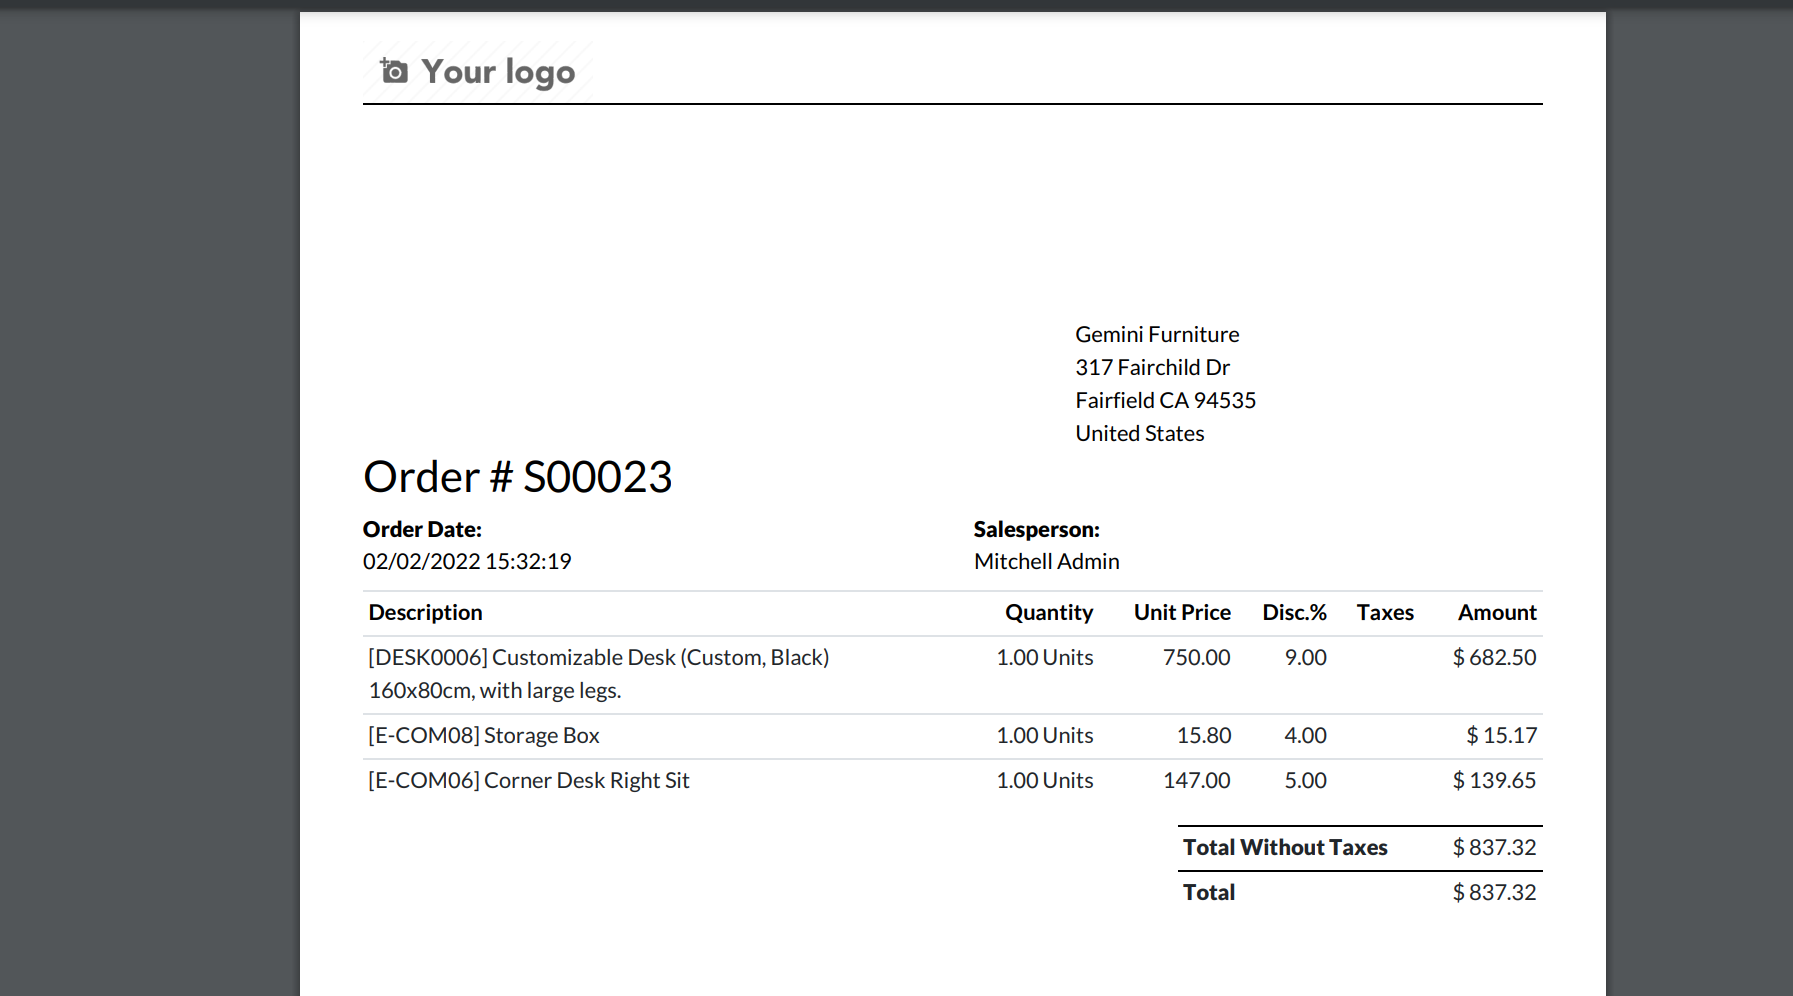 Your logo
Gemini Furniture
317 Fairchild Dr
Fairfield CA 94535
United States
Order # S00023
Order Date: Salesperson:
02/02/2022 15:32:19 Mitchell Admin
Description Quantity Unit Price Disc.% Taxes Amount
[DESK0006] Customizable Desk (Custom, Black) 1.00 Units 750.00 9.00 $ 682.50
160x80cm, with large legs.
[E-COM08] Storage Box 1.00 Units 15.80 4.00 $ 15.17
[E-COM06] Corner Desk Right Sit 1.00 Units 147.00 5.00 $ 139.65
Total Without Taxes $ 837.32
Total $ 837.32